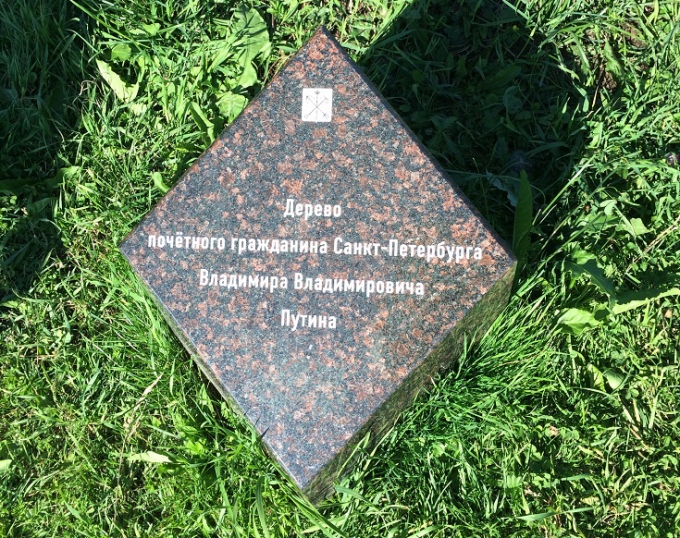 Дерево
почётного гражданина Санкт-Петербурга
Владимира Владимировича
Путина